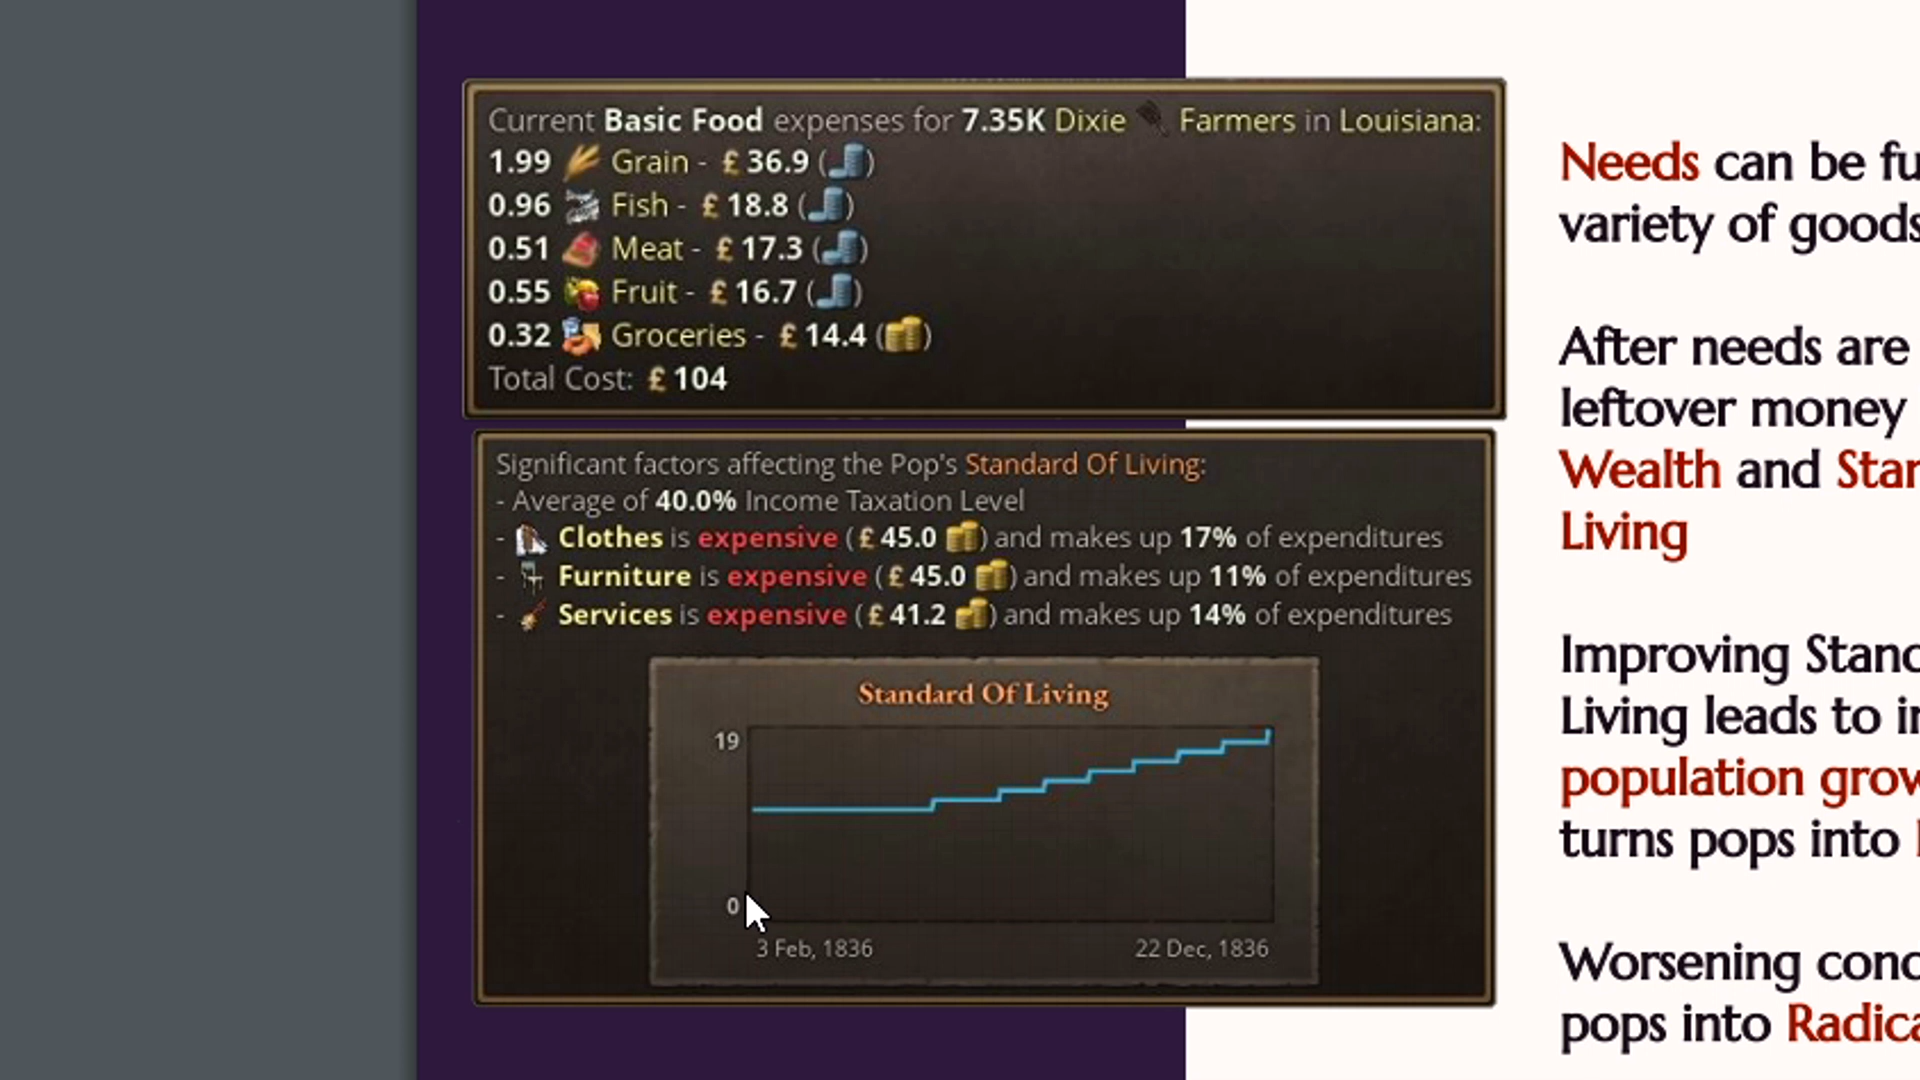 Current Basic Food expenses for 7.35K Dixie Farmers in Louisiana:
1.99 Grain - £ 36.9 ( )
0.96 Fish - £ 18.8 ( )
0.51 Meat - £ 17.3 ( )
0.55 Fruit - £ 16.7 ( )
0.32 Groceries - £ 14.4 ( )
Total Cost: £ 104
Significant factors affecting the Pop's Standard Of Living:
- Average of 40.0% Income Taxation Level
- Clothes is expensive (£ 45.0 ) and makes up 17% of expenditures
- Furniture is expensive (£ 45.0 ) and makes up 11% of expenditures
- Services is expensive (£ 41.2 ) and makes up 14% of expenditures
Standard Of Living
19
0
3 Feb, 1836
22 Dec, 1836
Needs can be
variety of goods
After needs are
leftover money
Wealth and
Living
Improving
Living leads to
population
turns pops into
Worsening
pops into